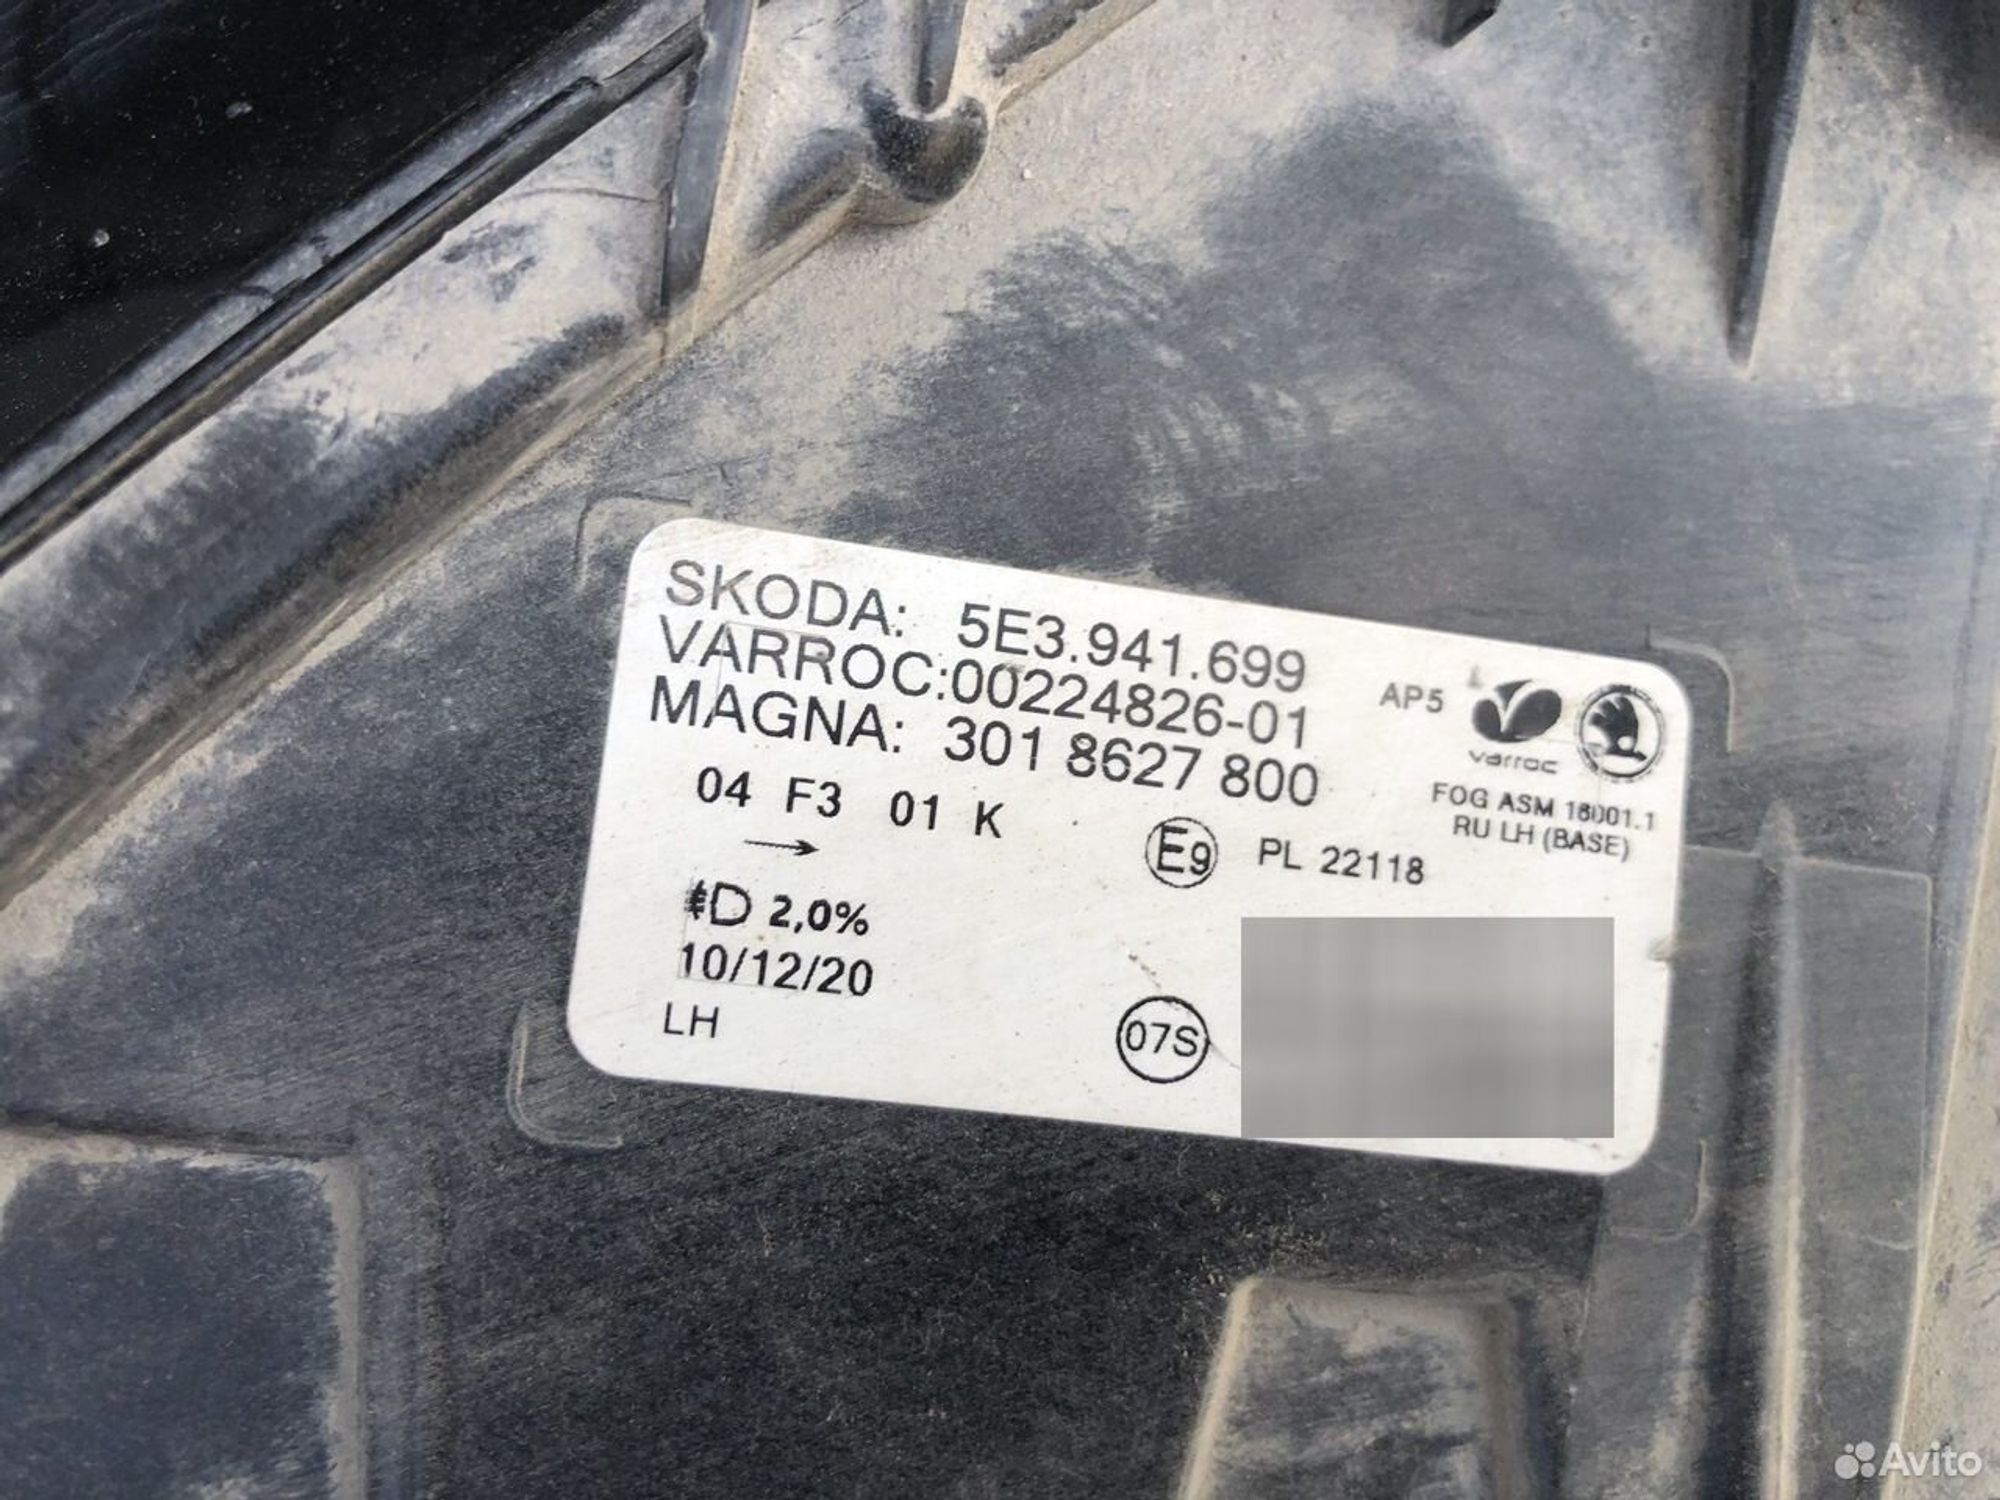 SKODA: 5E3.941.699
VARROC:00224826-01
MAGNA: 301 8627 800
AP5
varroc
FOG ASM 16001.1
RU LH (BASE)
04 F3 01 K
E9 PL 22118
2,0%
10/12/20
LH
07S
Avito